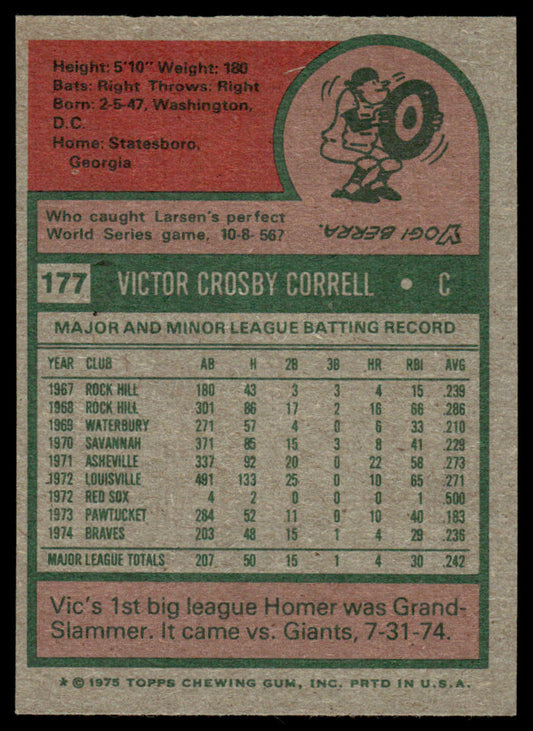 Height: 5'10" Weight: 180
Bats: Right Throws: Right
Born: 2-5-47, Washington,
D.C.
Home: Statesboro,
Georgia
Who caught Larsen's perfect
World Series game, 10-8-56?
YOGI BERRA.
177 VICTOR CROSBY CORRELL • C
MAJOR AND MINOR LEAGUE BATTING RECORD
YEAR CLUB AB H 2B 3B HR RBI AVG
1967 ROCK HILL 180 43 3 3 4 15 .239
1968 ROCK HILL 301 86 17 2 16 66 .286
1969 WATERBURY 271 57 4 0 6 33 .210
1970 SAVANNAH 371 85 15 3 8 41 .229
1971 ASHEVILLE 337 92 20 0 22 58 .273
1972 LOUISVILLE 491 133 25 0 10 65 .271
1972 RED SOX 4 2 0 0 0 1 .500
1973 PAWTUCKET 284 52 11 0 10 40 .183
1974 BRAVES 203 48 15 1 4 29 .236
MAJOR LEAGUE TOTALS 207 50 15 1 4 30 .242
Vic's 1st big league Homer was Grand-
Slammer. It came vs. Giants, 7-31-74.
★ © 1975 TOPPS CHEWING GUM, INC. PRTD IN U.S.A.